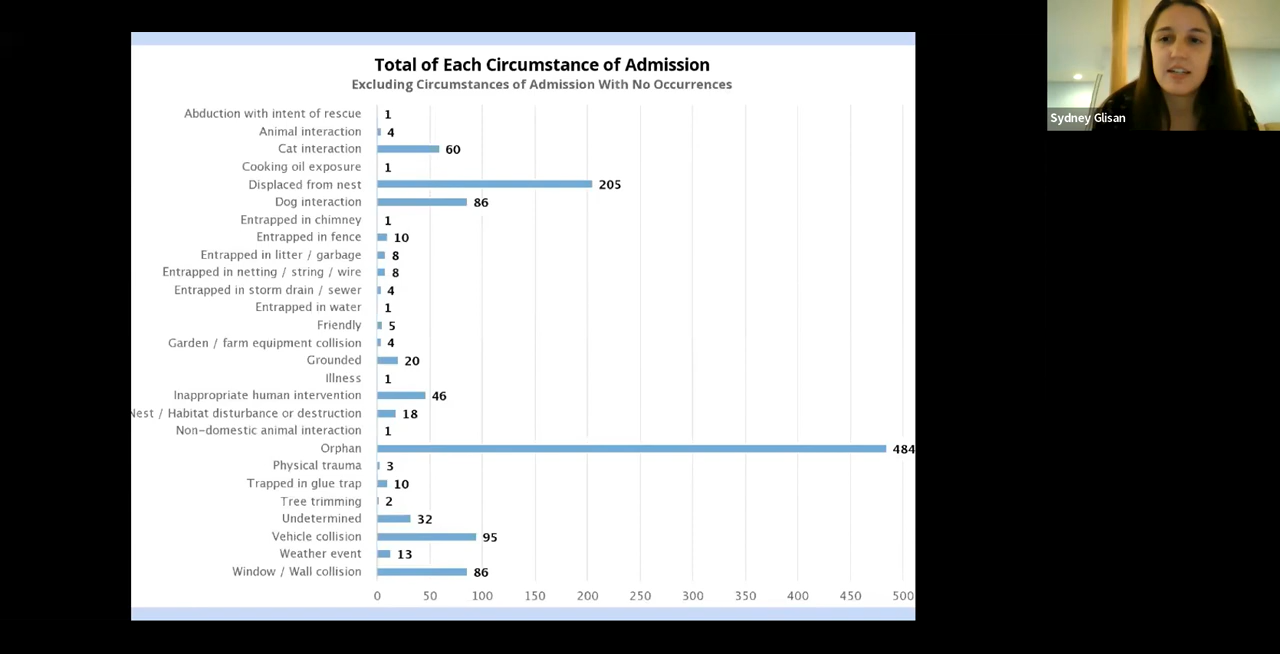 Total of Each Circumstance of Admission
Excluding Circumstances of Admission With No Occurrences
Abduction with intent of rescue 1
Animal interaction 4
Cat interaction 60
Cooking oil exposure 1
Displaced from nest 205
Dog interaction 86
Entrapped in chimney 1
Entrapped in fence 10
Entrapped in litter / garbage 8
Entrapped in netting / string / wire 8
Entrapped in storm drain / sewer 4
Entrapped in water 1
Friendly 5
Garden / farm equipment collision 4
Grounded 20
Illness 1
Inappropriate human intervention 46
Nest / Habitat disturbance or destruction 18
Non-domestic animal interaction 1
Orphan 484
Physical trauma 3
Trapped in glue trap 10
Tree trimming 2
Undetermined 32
Vehicle collision 95
Weather event 13
Window / Wall collision 86
0 50 100 150 200 250 300 350 400 450 500
Sydney Glisan